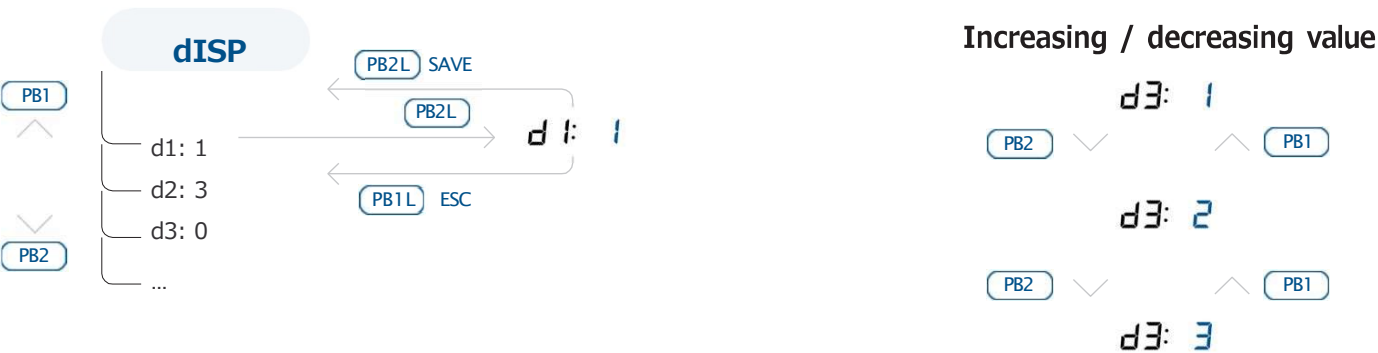 dISP
PB2L SAVE
PB1
PB2L
d1: 1
d1: 1
d2: 3
PB1L ESC
d3: 0
PB2
...
Increasing / decreasing value
d3: 1
PB2 PB1
d3: 2
PB2 PB1
d3: 3